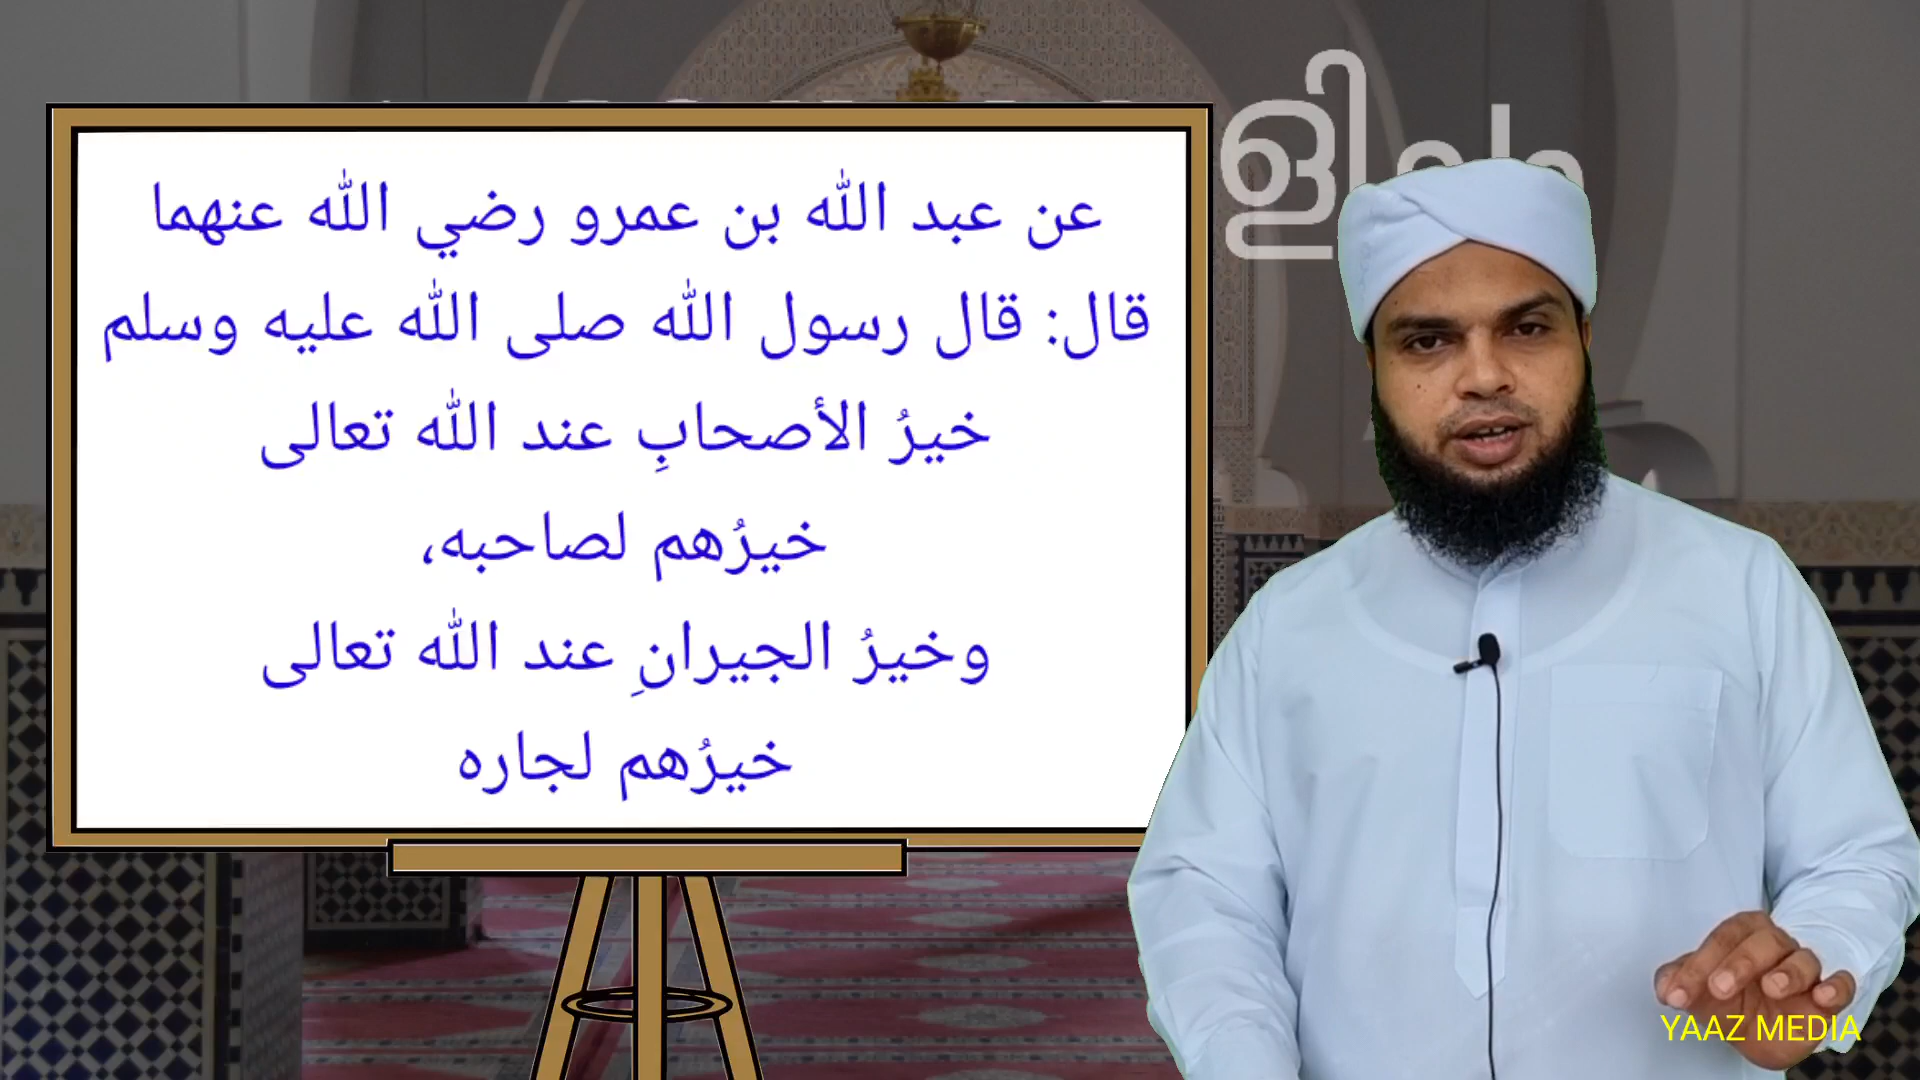 عن عبد الله بن عمرو رضي الله عنهما
قال: قال رسول الله صلى الله عليه وسلم
خيرُ الأصحابِ عند الله تعالى
خيرُهم لصاحبه،
وخيرُ الجيرانِ عند الله تعالى
خيرُهم لجاره
YAAZ MEDIA